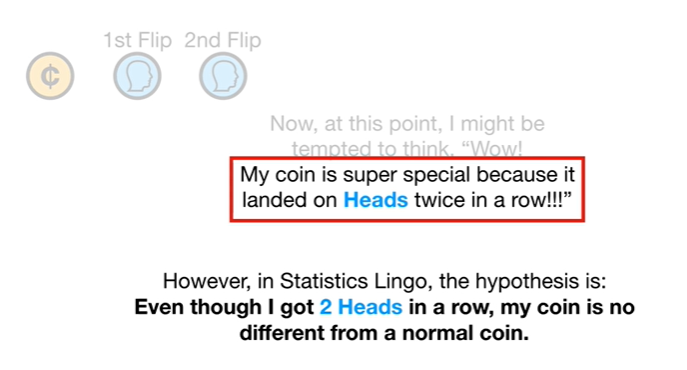 1st Flip 2nd Flip
¢
Now, at this point, I might be
tempted to think, “Wow!
My coin is super special because it
landed on Heads twice in a row!!!”
However, in Statistics Lingo, the hypothesis is:
Even though I got 2 Heads in a row, my coin is no
different from a normal coin.